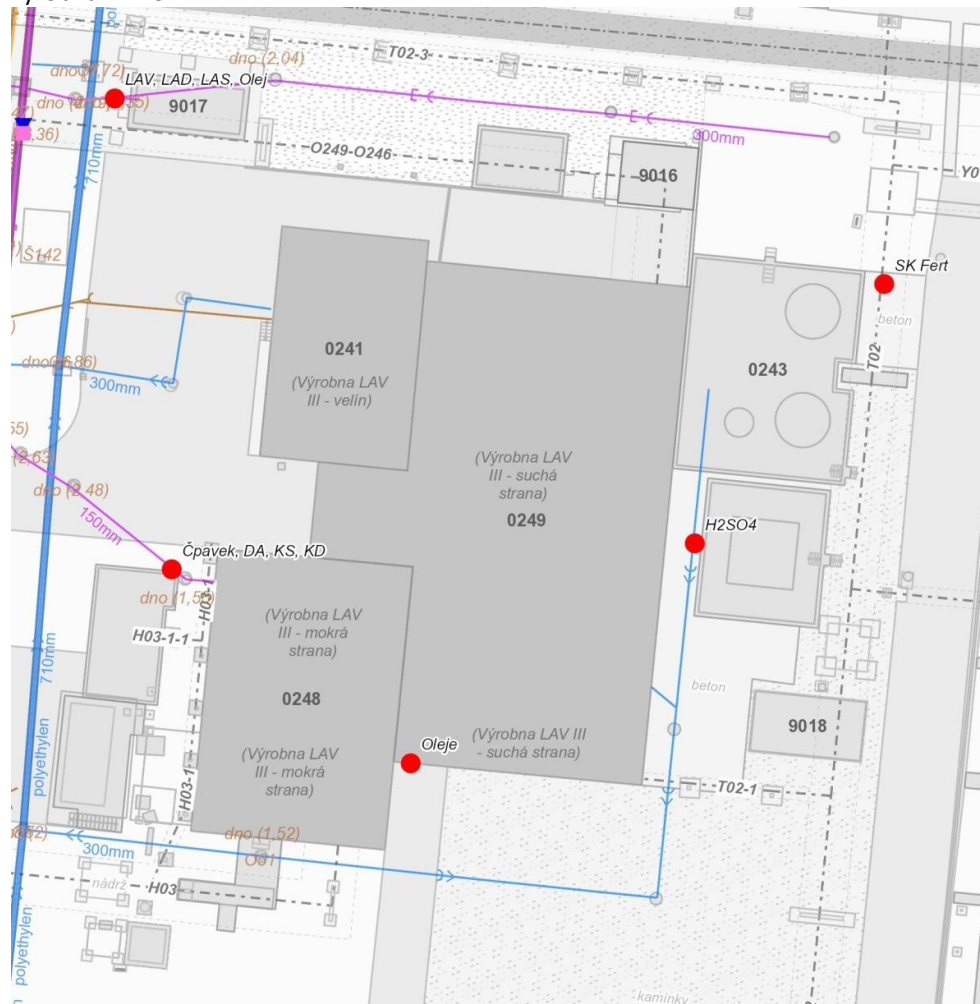 T02-3
dno (2,04)
LAV, LAD, LAS, Olej
9017
300mm
O249-O246
9016
710mm
Š142
SK Fert
beton
T02
0241
(Výrobna LAV
III - velín)
0243
300mm
(Výrobna LAV
III - suchá
strana)
0249
dno (2,48)
150mm
H2SO4
Čpavek, DA, KS, KD
dno (1,5
H03-1
H03-1-1
(Výrobna LAV
III - mokrá
strana)
0248
710mm
beton
9018
Oleje
(Výrobna LAV III
- suchá strana)
(Výrobna LAV
III - mokrá
strana)
H03-1
T02-1
polyethylen
dno (1,52)
300mm
nádrž
H03
polyethylen
kamínky